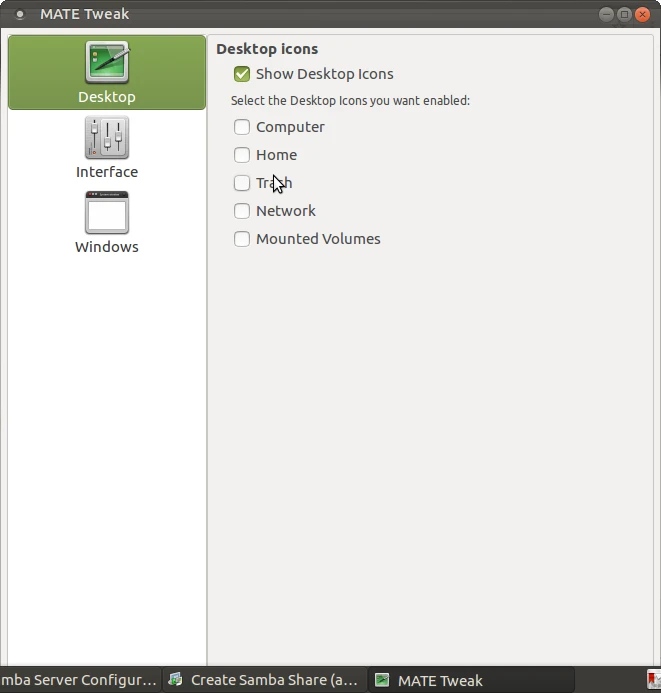 MATE Tweak
Desktop
Interface
Windows
Desktop icons
Show Desktop Icons
Select the Desktop Icons you want enabled:
Computer
Home
Trash
Network
Mounted Volumes
mba Server Configur... Create Samba Share (a... MATE Tweak